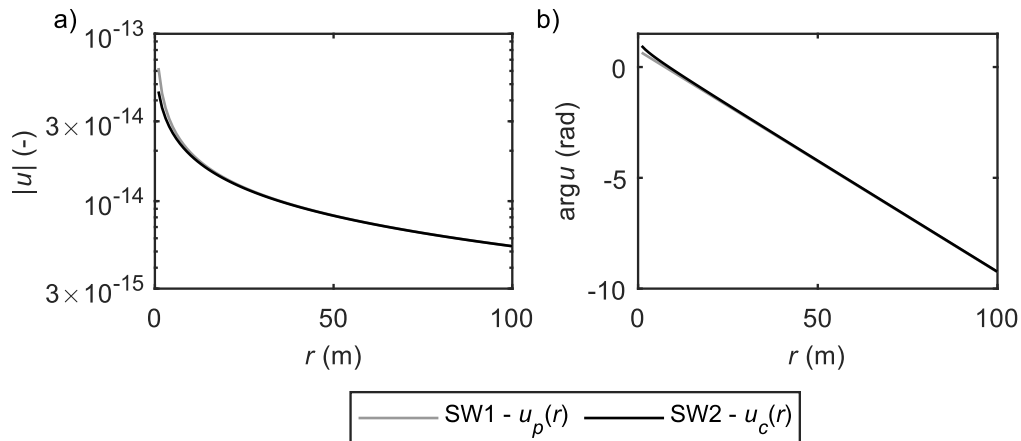 a)
10⁻¹³
3×10⁻¹⁴
10⁻¹⁴
3×10⁻¹⁵
|u| (-)
0
50
100
r (m)
b)
0
-5
-10
arg u (rad)
0
50
100
r (m)
SW1 - u_p(r)
SW2 - u_c(r)